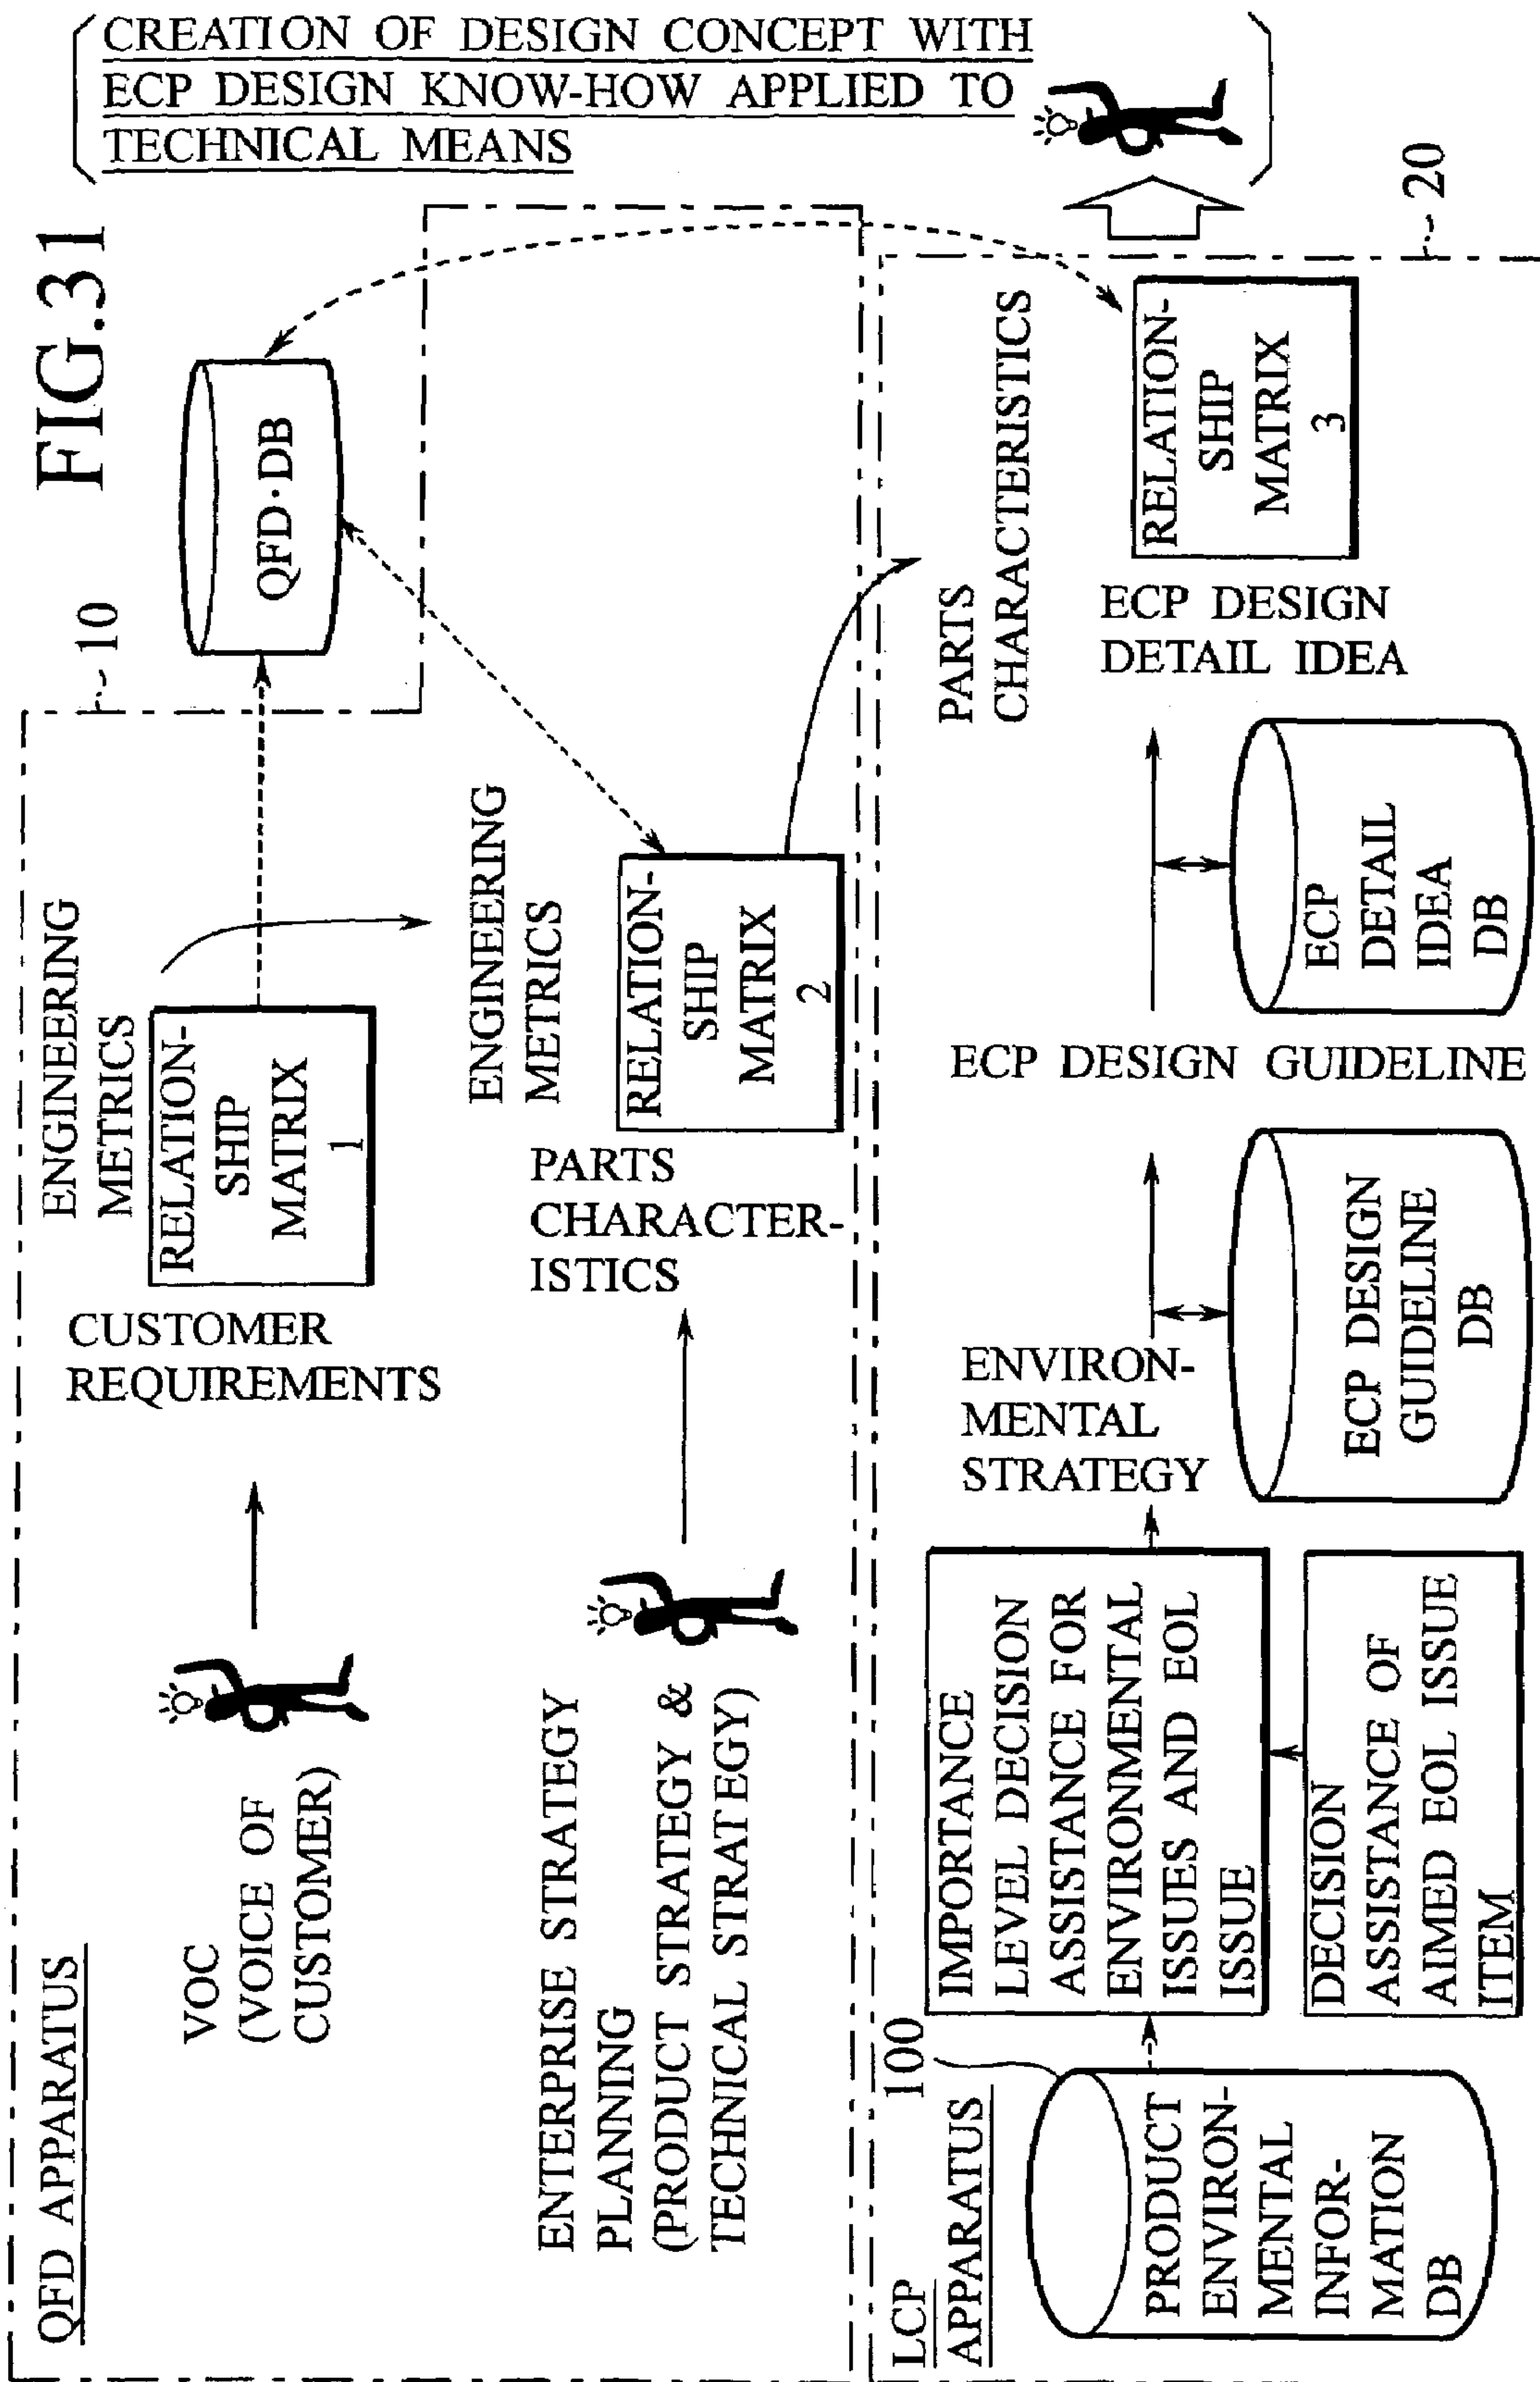 FIG.31
QFD APPARATUS
10
VOC
(VOICE OF
CUSTOMER)
CUSTOMER
REQUIREMENTS
ENGINEERING
METRICS
RELATION-
SHIP
MATRIX
1
QFD·DB
ENTERPRISE STRATEGY
PLANNING
(PRODUCT STRATEGY &
TECHNICAL STRATEGY)
PARTS
CHARACTER-
ISTICS
ENGINEERING
METRICS
RELATION-
SHIP
MATRIX
2
LCP
APPARATUS
100
PRODUCT
ENVIRON-
MENTAL
INFOR-
MATION
DB
IMPORTANCE
LEVEL DECISION
ASSISTANCE FOR
ENVIRONMENTAL
ISSUES AND EOL
ISSUE
DECISION
ASSISTANCE OF
AIMED EOL ISSUE
ITEM
ENVIRON-
MENTAL
STRATEGY
ECP DESIGN
GUIDELINE
DB
ECP DESIGN GUIDELINE
ECP
DETAIL
IDEA
DB
PARTS
CHARACTERISTICS
ECP DESIGN
DETAIL IDEA
RELATION-
SHIP
MATRIX
3
20
CREATION OF DESIGN CONCEPT WITH
ECP DESIGN KNOW-HOW APPLIED TO
TECHNICAL MEANS